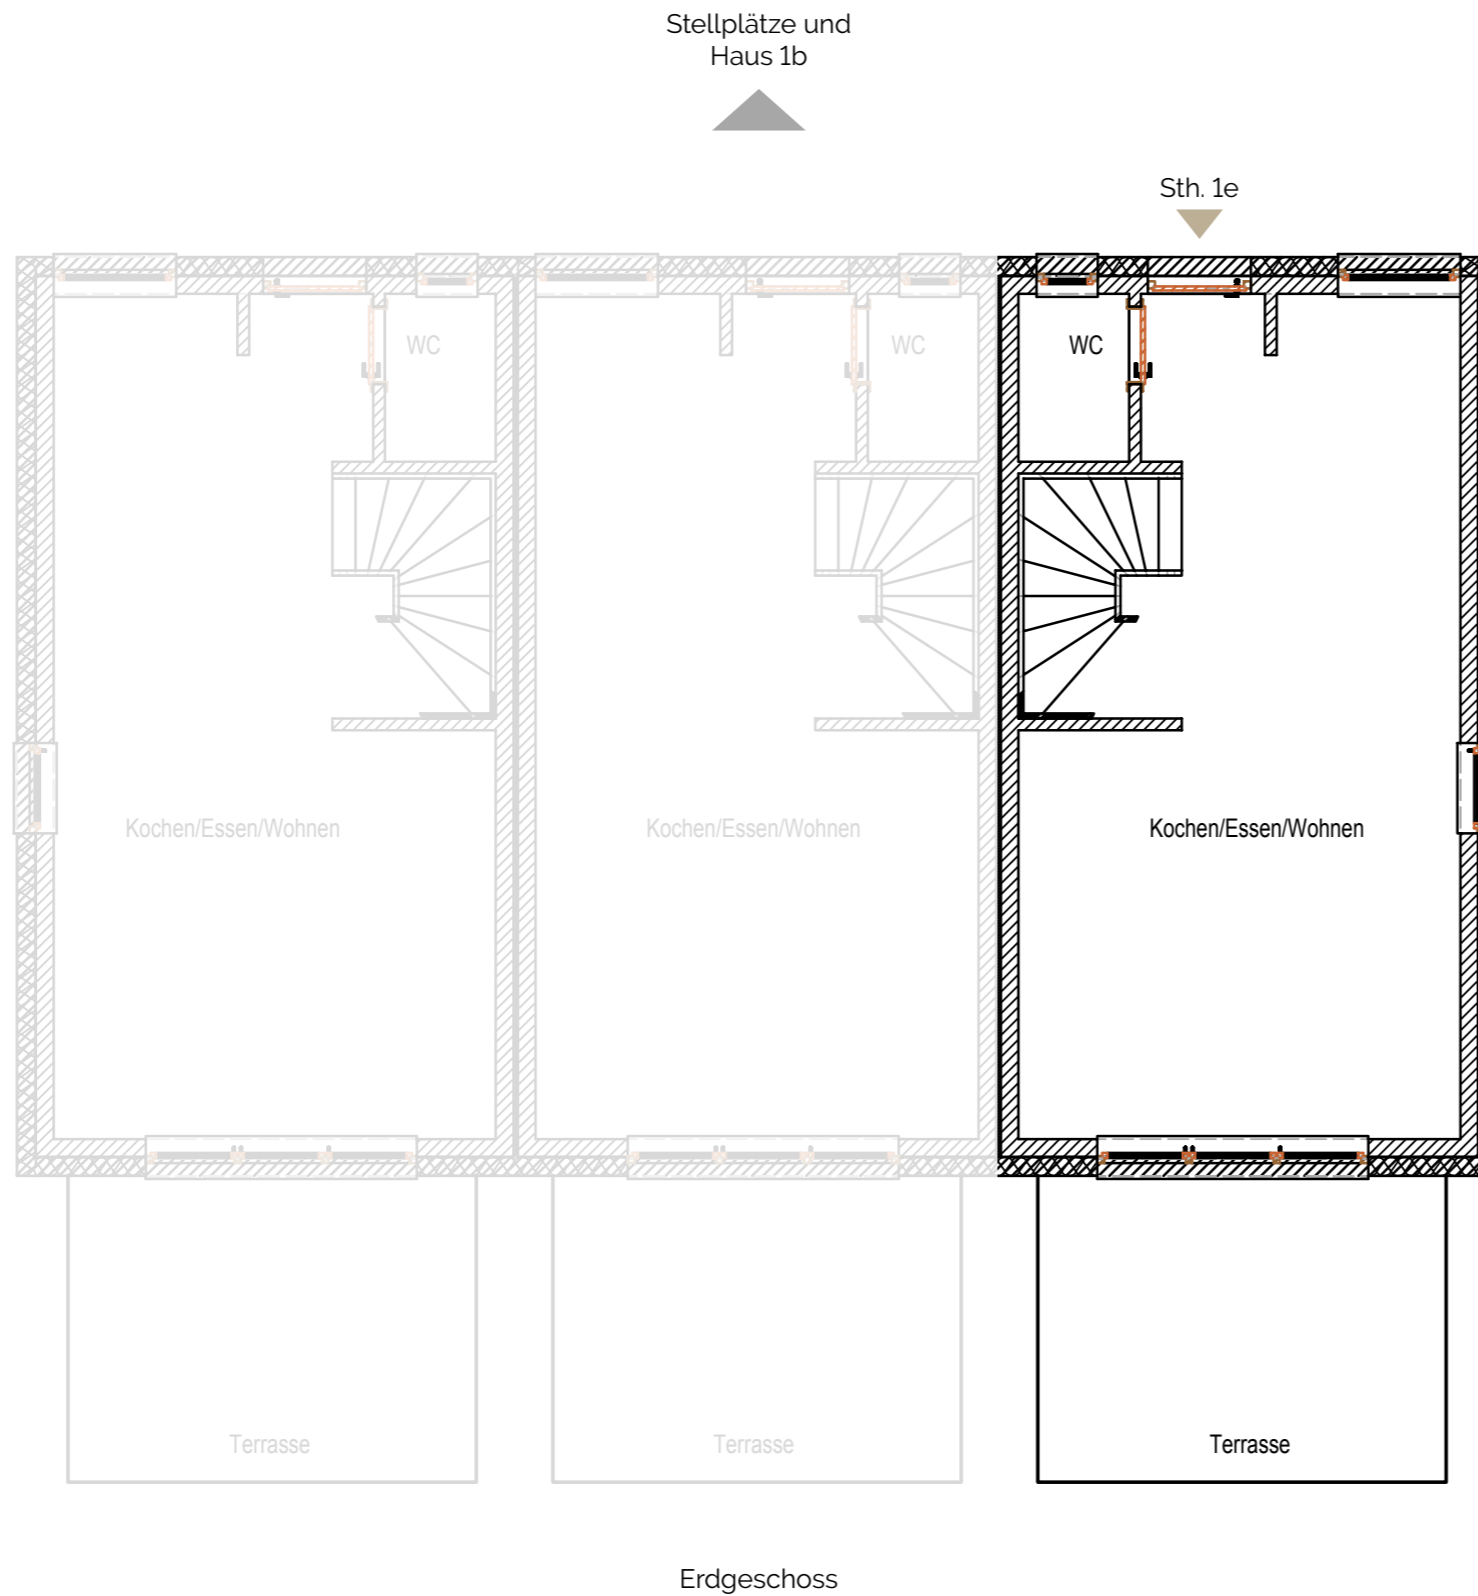 Stellplätze und
Haus 1b
Sth. 1e
WC
WC
WC
Kochen/Essen/Wohnen
Kochen/Essen/Wohnen
Kochen/Essen/Wohnen
Terrasse
Terrasse
Terrasse
Erdgeschoss